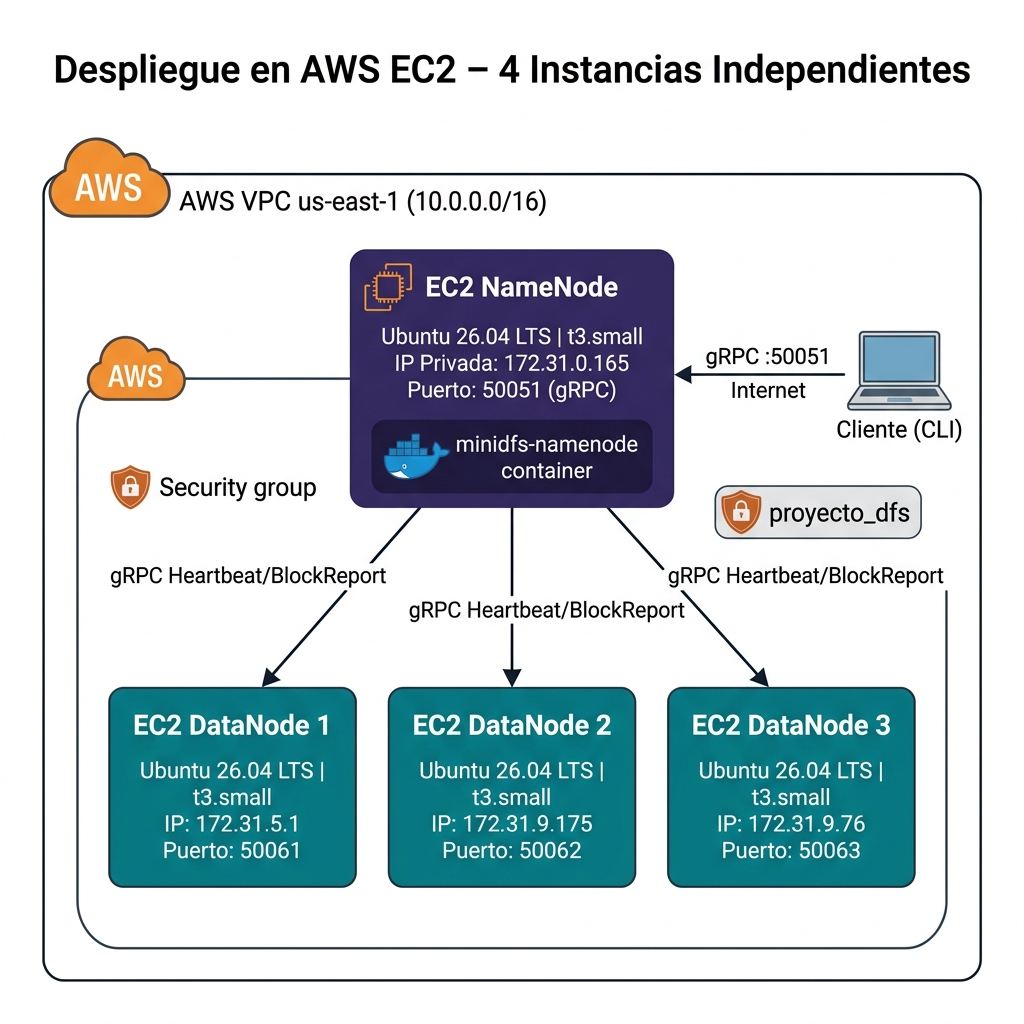 Despliegue en AWS EC2 – 4 Instancias Independientes
AWS
AWS VPC us-east-1 (10.0.0.0/16)
EC2 NameNode
Ubuntu 26.04 LTS | t3.small
IP Privada: 172.31.0.165
Puerto: 50051 (gRPC)
minidfs-namenode
container
gRPC :50051
Internet
Cliente (CLI)
AWS
Security group
proyecto_dfs
gRPC Heartbeat/BlockReport
gRPC Heartbeat/BlockReport
gRPC Heartbeat/BlockReport
EC2 DataNode 1
Ubuntu 26.04 LTS |
t3.small
IP: 172.31.5.1
Puerto: 50061
EC2 DataNode 2
Ubuntu 26.04 LTS |
t3.small
IP: 172.31.9.175
Puerto: 50062
EC2 DataNode 3
Ubuntu 26.04 LTS |
t3.small
IP: 172.31.9.76
Puerto: 50063